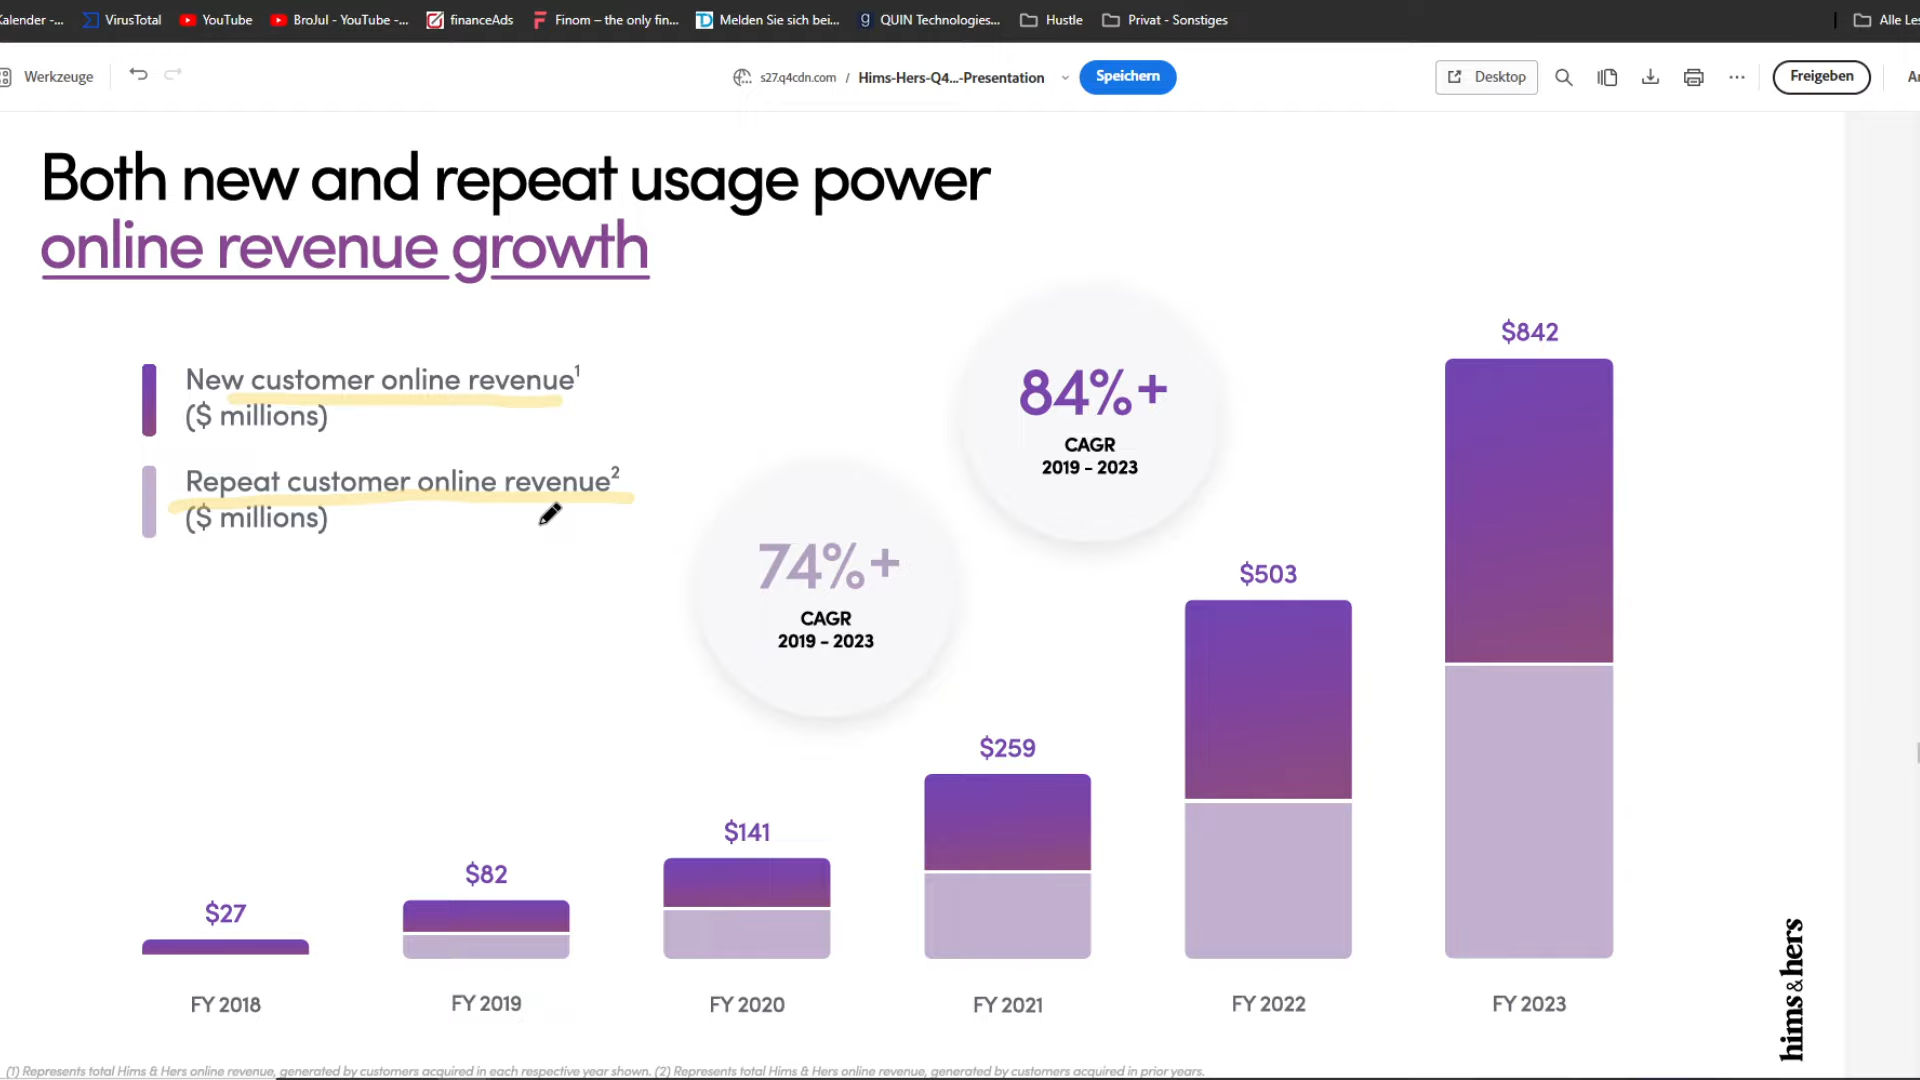 Kalender -...
VirusTotal
YouTube
BroJul - YouTube -...
financeAds
Finom – the only fin...
Melden Sie sich bei...
QUIN Technologies...
Hustle
Privat - Sonstiges
Alle Les
Werkzeuge
s27.q4cdn.com / Hims-Hers-Q4...-Presentation
Speichern
Desktop
Freigeben
Both new and repeat usage power
online revenue growth
New customer online revenue¹
($ millions)
Repeat customer online revenue²
($ millions)
84%+
CAGR
2019 - 2023
74%+
CAGR
2019 - 2023
$27
$82
$141
$259
$503
$842
FY 2018
FY 2019
FY 2020
FY 2021
FY 2022
FY 2023
hims & hers
(1) Represents total Hims & Hers online revenue, generated by customers acquired in each respective year shown. (2) Represents total Hims & Hers online revenue, generated by customers acquired in prior years.